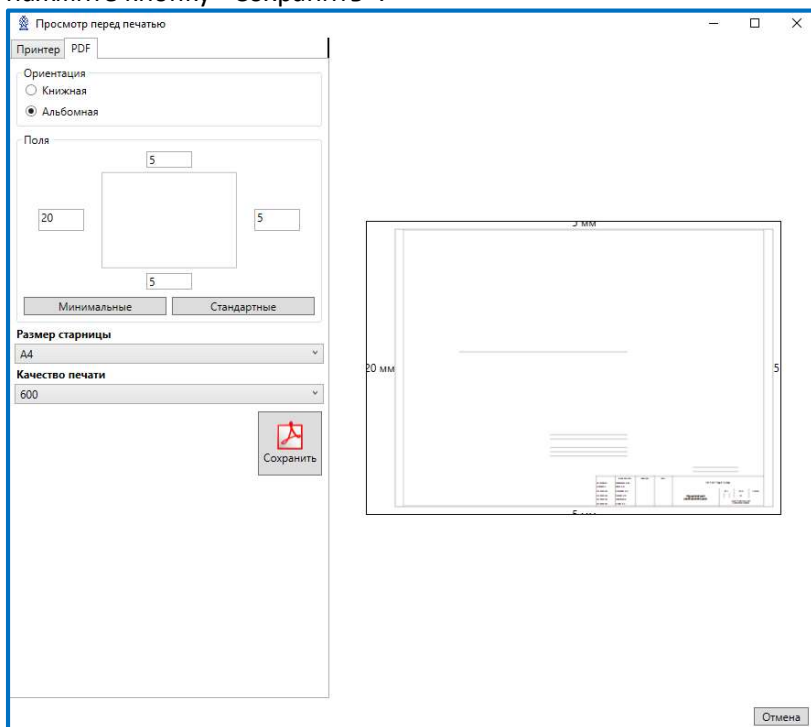 нажмите кнопку "Сохранить".
Просмотр перед печатью
Принтер PDF
Ориентация
Книжная
Альбомная
Поля
5
20
5
5
Минимальные Стандартные
Размер старницы
A4
Качество печати
600
Сохранить
5 мм
20 мм
5
5 мм
Отмена